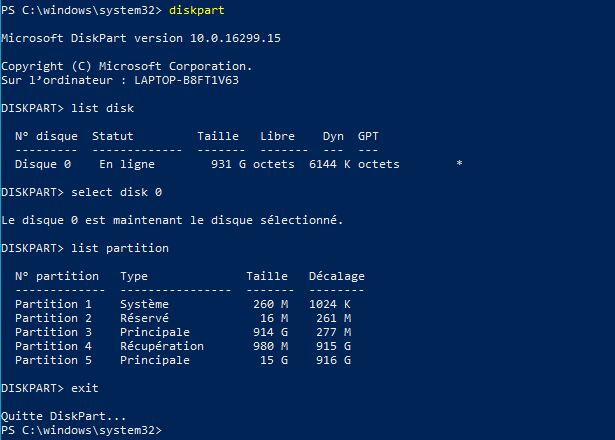 PS C:\windows\system32> diskpart
Microsoft DiskPart version 10.0.16299.15
Copyright (C) Microsoft Corporation.
Sur l’ordinateur : LAPTOP-B8FT1V63
DISKPART> list disk
N° disque  Statut         Taille   Libre    Dyn  GPT
---------  -------------  -------  -------  ---  ---
Disque 0    En ligne        931 G octets  6144 K octets        *
DISKPART> select disk 0
Le disque 0 est maintenant le disque sélectionné.
DISKPART> list partition
N° partition   Type              Taille   Décalage
-------------  ----------------  -------  --------
Partition 1    Système            260 M   1024 K
Partition 2    Réservé             16 M    261 M
Partition 3    Principale         914 G    277 M
Partition 4    Récupération       980 M    915 G
Partition 5    Principale          15 G    916 G
DISKPART> exit
Quitte DiskPart...
PS C:\windows\system32>